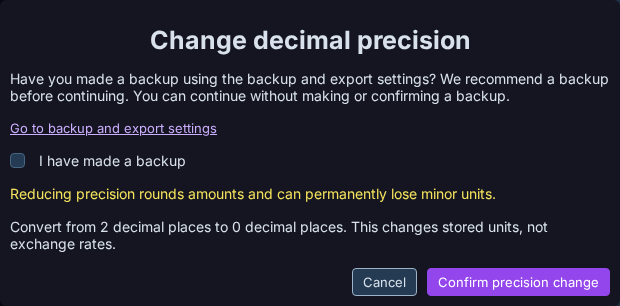 Change decimal precision
Have you made a backup using the backup and export settings? We recommend a backup
before continuing. You can continue without making or confirming a backup.
Go to backup and export settings
I have made a backup
Reducing precision rounds amounts and can permanently lose minor units.
Convert from 2 decimal places to 0 decimal places. This changes stored units, not
exchange rates.
Cancel
Confirm precision change